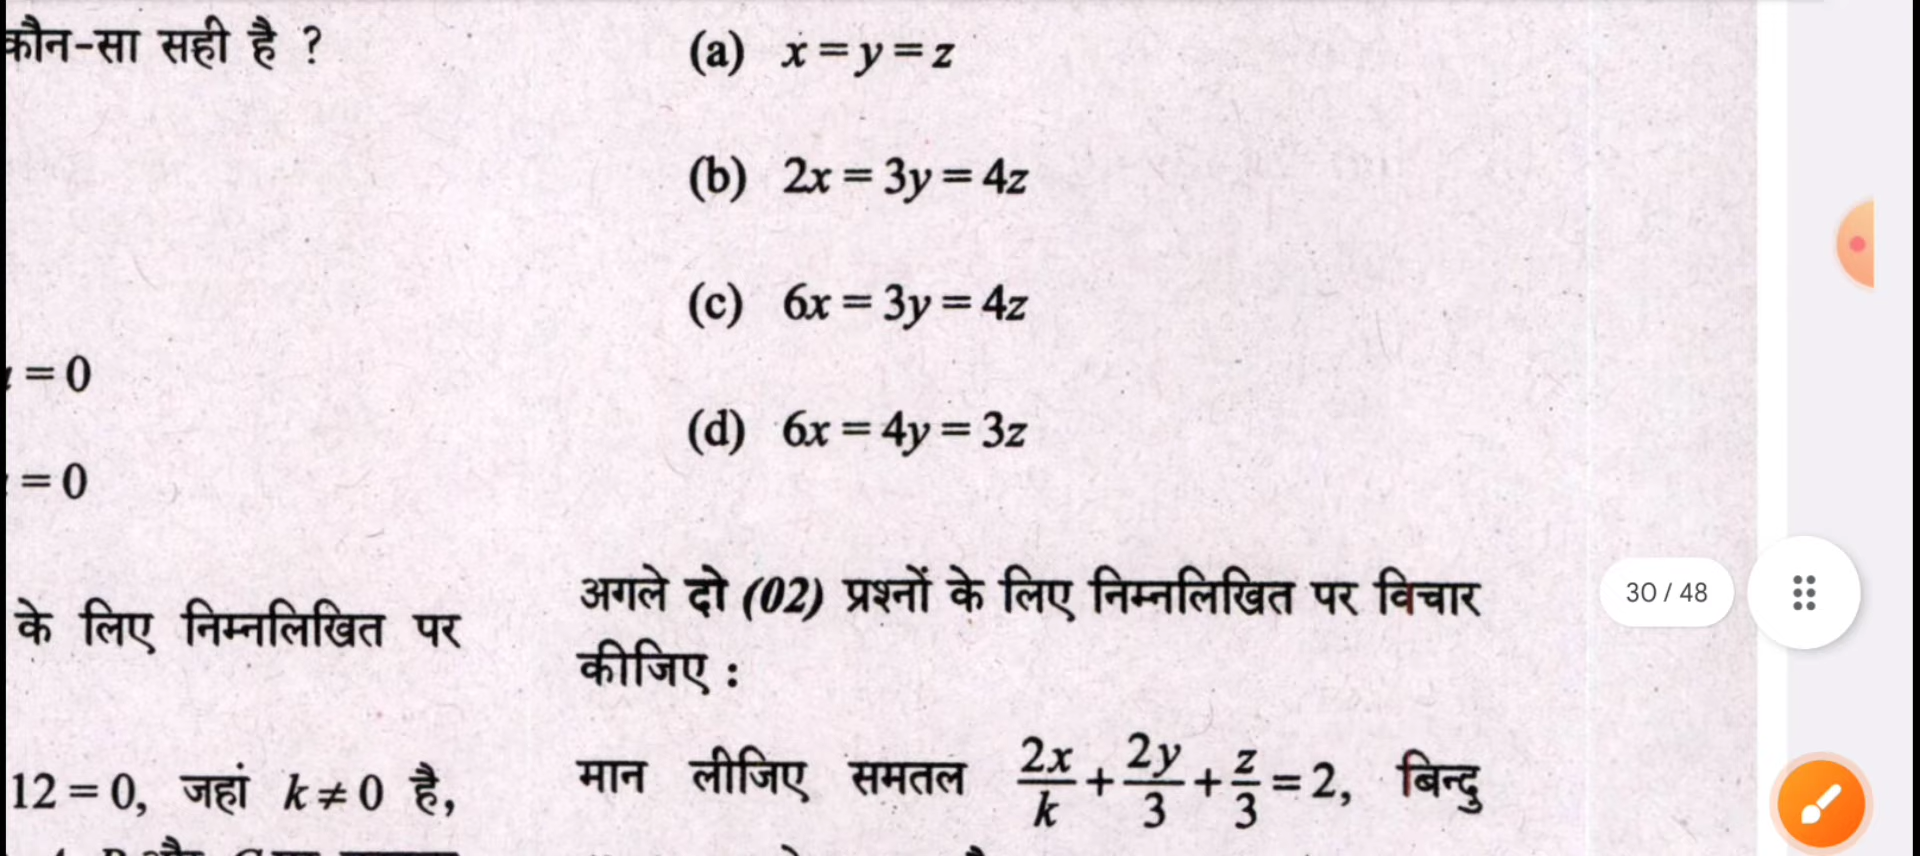 कौन-सा सही है ?
= 0
= 0
के लिए निम्नलिखित पर
12 = 0, जहां k ≠ 0 है,
(a) x = y = z
(b) 2x = 3y = 4z
(c) 6x = 3y = 4z
(d) 6x = 4y = 3z
अगले दो (02) प्रश्नों के लिए निम्नलिखित पर विचार
कीजिए :
मान लीजिए समतल 2x/k + 2y/3 + z/3 = 2, बिन्दु
30 / 48